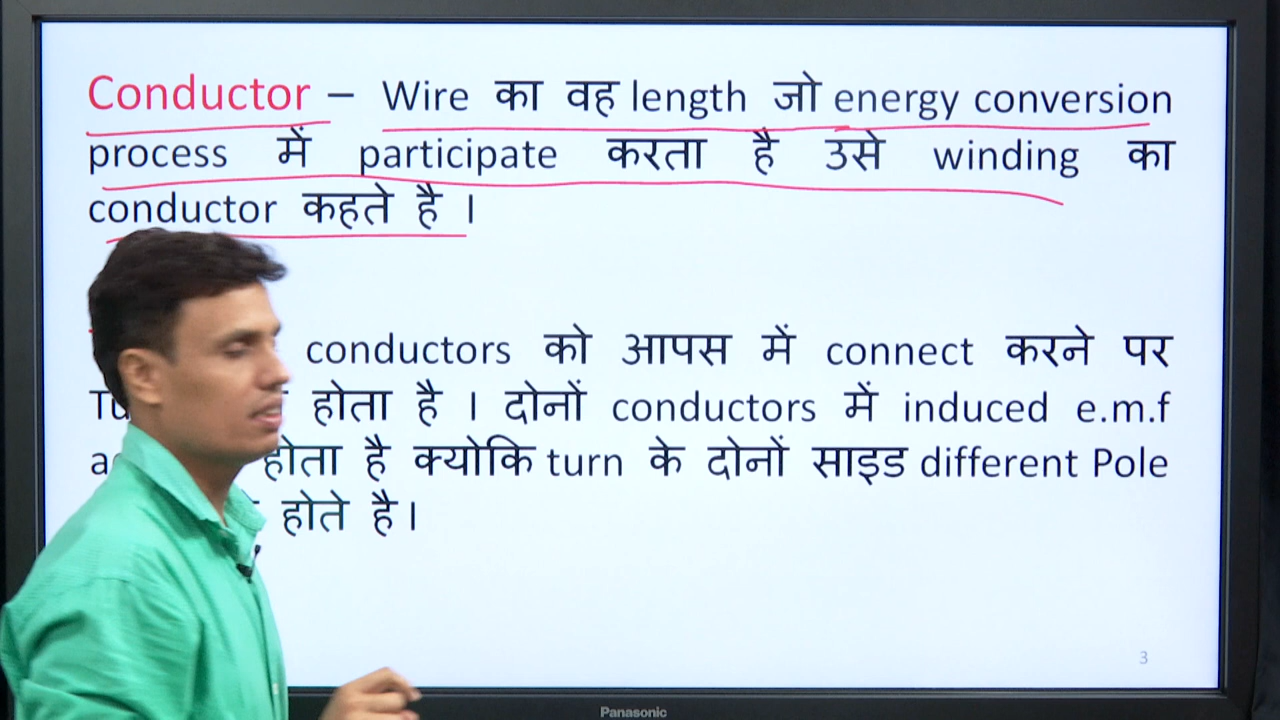 Conductor – Wire का वह length जो energy conversion
process में participate करता है उसे winding का
conductor कहते है ।
conductors को आपस में connect करने पर
होता है । दोनों conductors में induced e.m.f
होता है क्योकि turn के दोनों साइड different Pole
होते है।
3
Panasonic